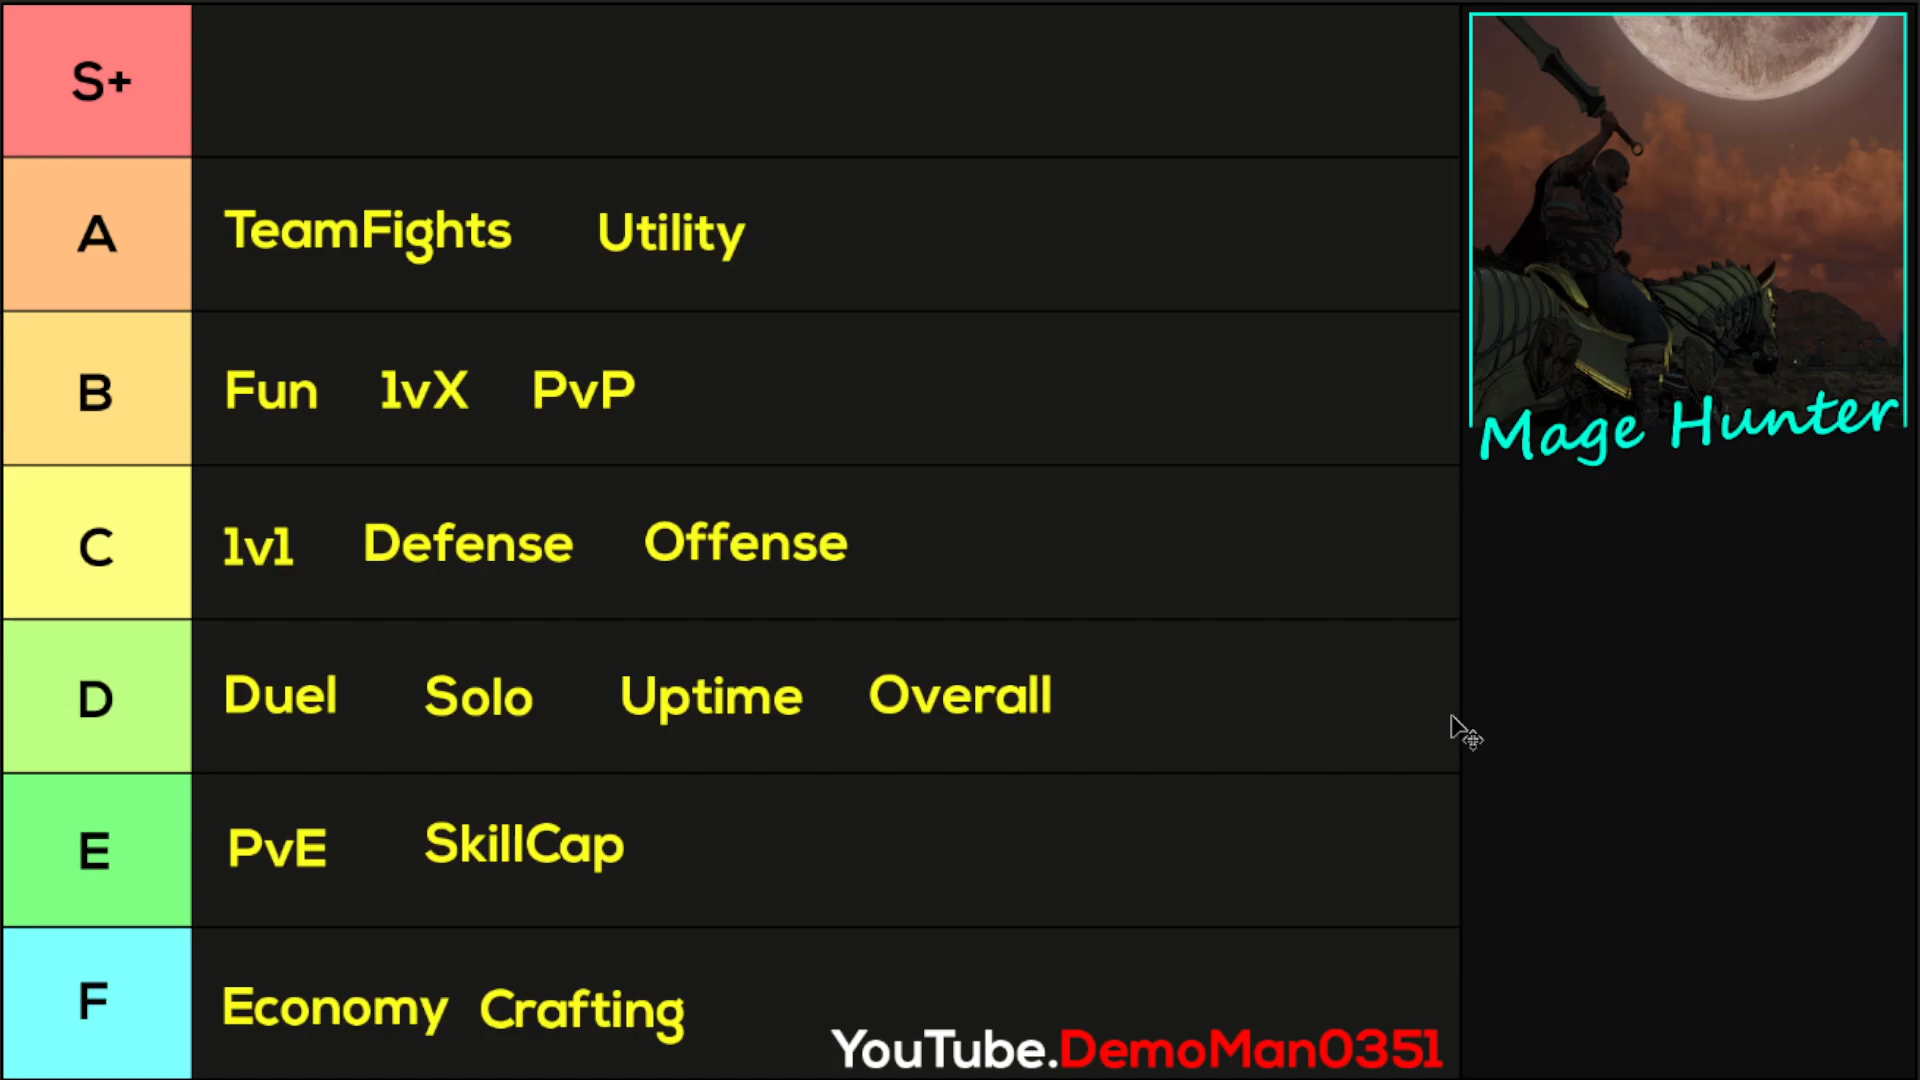 S+
A
TeamFights Utility
B
Fun 1vX PvP
C
1v1 Defense Offense
D
Duel Solo Uptime Overall
E
PvE SkillCap
F
Economy Crafting
Mage Hunter
YouTube.DemoMan0351